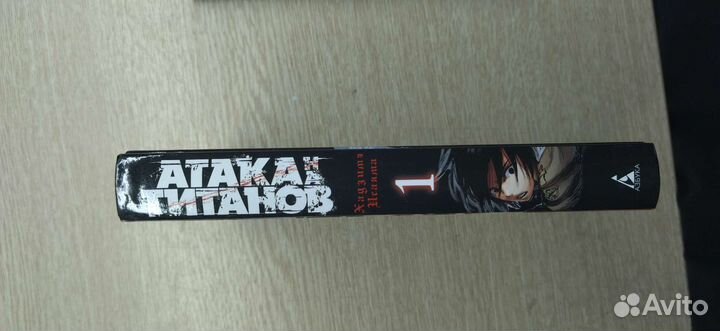 АТАКА НА
ТИТАНОВ
Хадзимэ
Исаяма
1
АЗБУКА
Avito